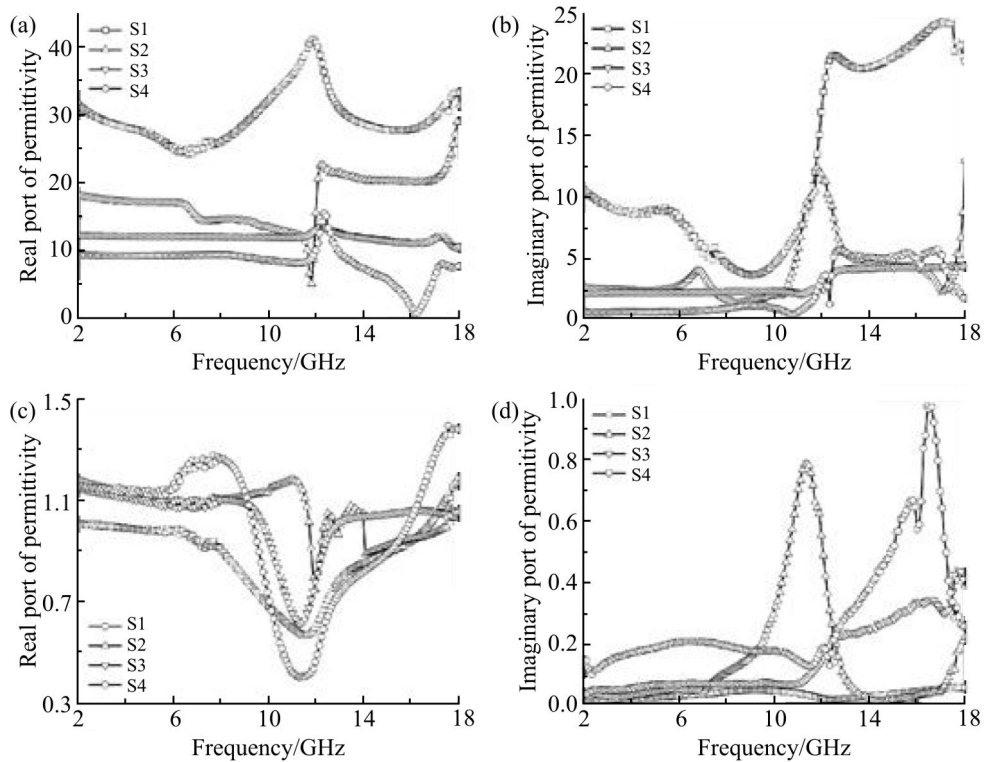 (a)
S1
S2
S3
S4
Real port of permittivity
40
30
20
10
0
2 6 10 14 18
Frequency/GHz
(b)
S1
S2
S3
S4
Imaginary port of permittivity
25
20
15
10
5
0
2 6 10 14 18
Frequency/GHz
(c)
S1
S2
S3
S4
Real port of permittivity
1.5
1.1
0.7
0.3
2 6 10 14 18
Frequency/GHz
(d)
S1
S2
S3
S4
Imaginary port of permittivity
1.0
0.8
0.6
0.4
0.2
0.0
2 6 10 14 18
Frequency/GHz